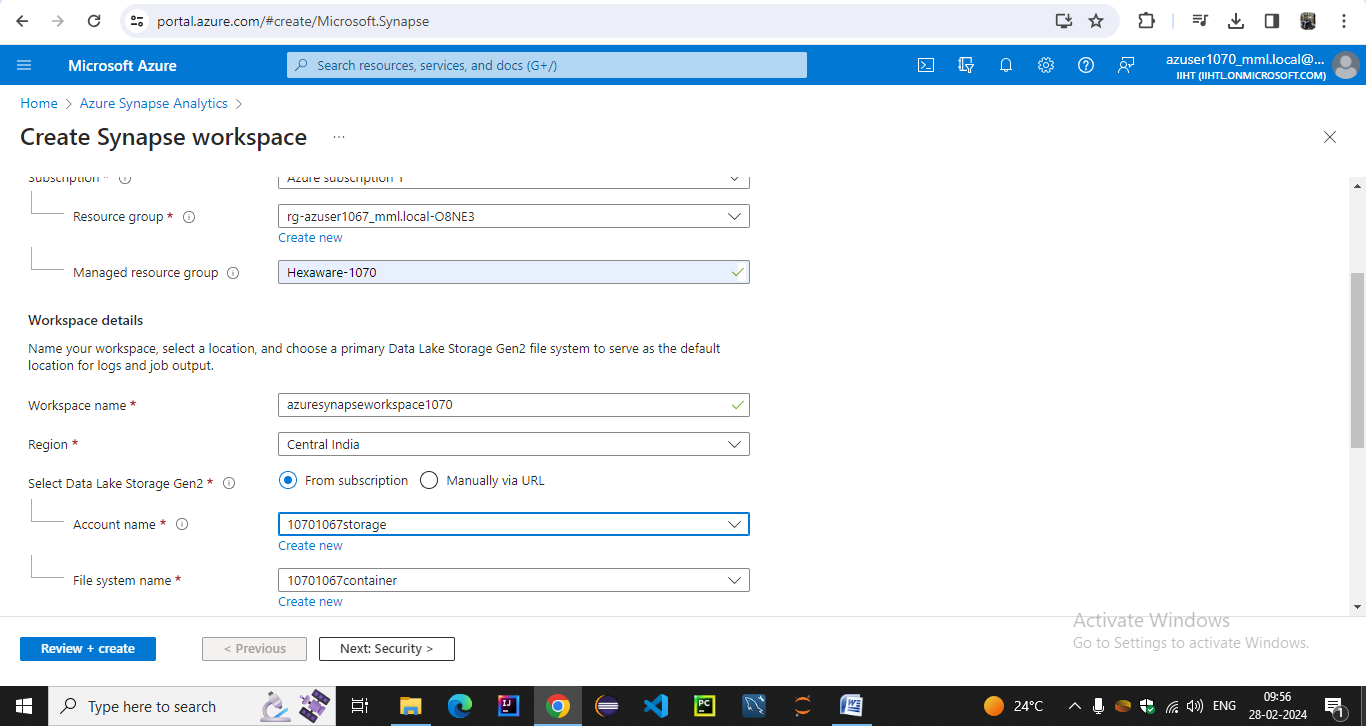 portal.azure.com/#create/Microsoft.Synapse
Microsoft Azure
Search resources, services, and docs (G+/)
azuser1070_mml.local@...
IIHT (IIHTL.ONMICROSOFT.COM)
Home > Azure Synapse Analytics >
Create Synapse workspace ...
Subscription *
Azure subscription 1
Resource group *
rg-azuser1067_mml.local-O8NE3
Create new
Managed resource group
Hexaware-1070
Workspace details
Name your workspace, select a location, and choose a primary Data Lake Storage Gen2 file system to serve as the default
location for logs and job output.
Workspace name *
azuresynapseworkspace1070
Region *
Central India
Select Data Lake Storage Gen2 *
From subscription
Manually via URL
Account name *
10701067storage
Create new
File system name *
10701067container
Create new
Activate Windows
Go to Settings to activate Windows.
Review + create
< Previous
Next: Security >
Type here to search
24°C
ENG
09:56
28-02-2024
1